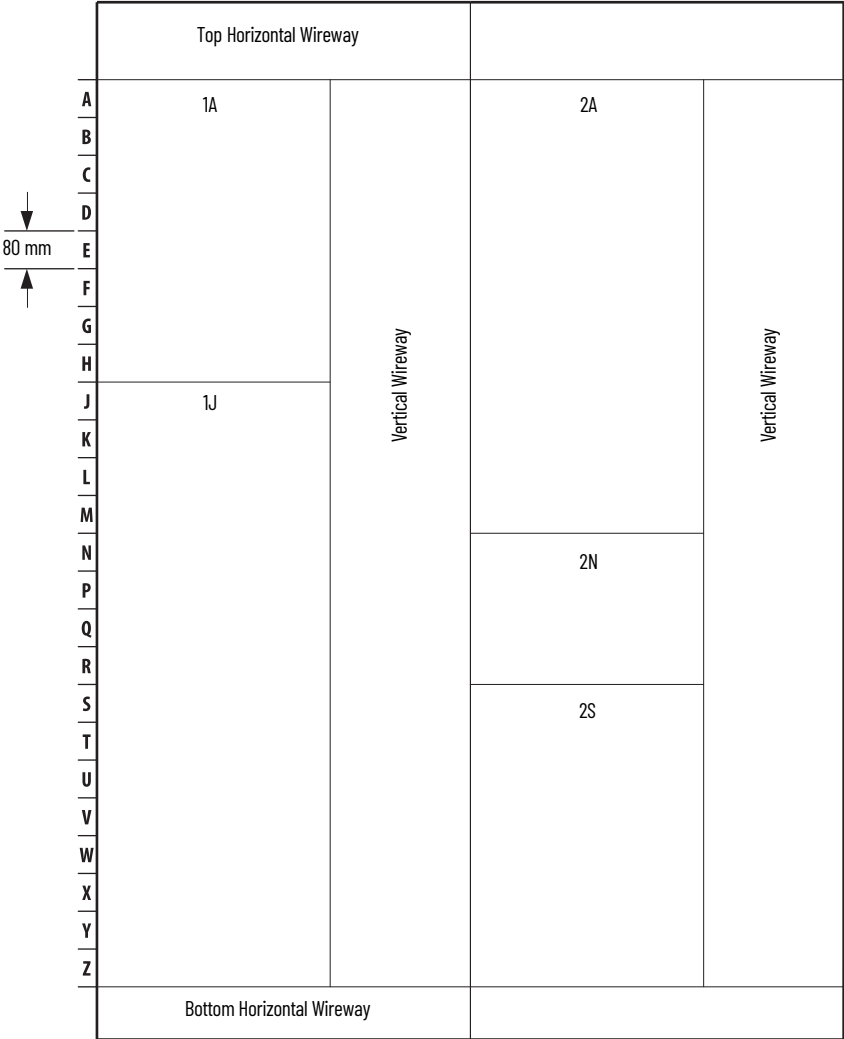 Top Horizontal Wireway
A
1A
2A
B
C
D
80 mm
E
F
G
H
Vertical Wireway
Vertical Wireway
J
1J
K
L
M
N
2N
P
Q
R
S
2S
T
U
V
W
X
Y
Z
Bottom Horizontal Wireway